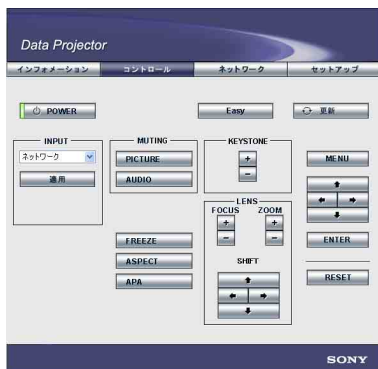 Data Projector
インフォメーション コントロール ネットワーク セットアップ
POWER Easy 更新
INPUT MUTING KEYSTONE
ネットワーク PICTURE + MENU
適用 AUDIO -
LENS
FOCUS ZOOM
+ +
- -
FREEZE ENTER
ASPECT SHIFT
APA RESET
SONY